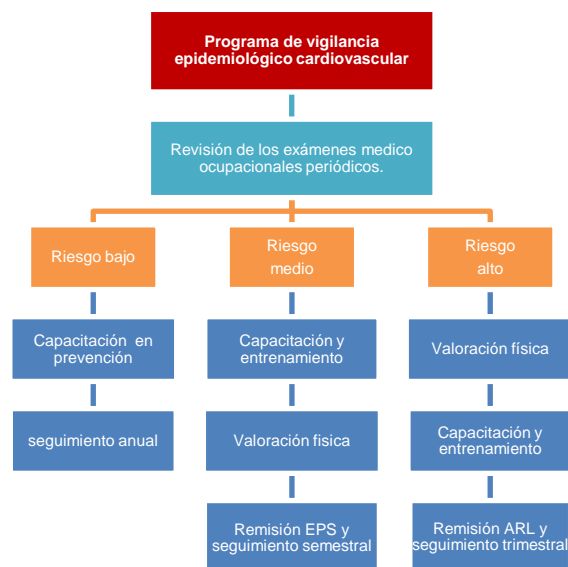 Programa de vigilancia
epidemiológico cardiovascular
Revisión de los exámenes medico
ocupacionales periódicos.
Riesgo bajo
Riesgo
medio
Riesgo
alto
Capacitación en
prevención
Capacitación y
entrenamiento
Valoración física
seguimiento anual
Valoración física
Capacitación y
entrenamiento
Remisión EPS y
seguimiento semestral
Remisión ARL y
seguimiento trimestral